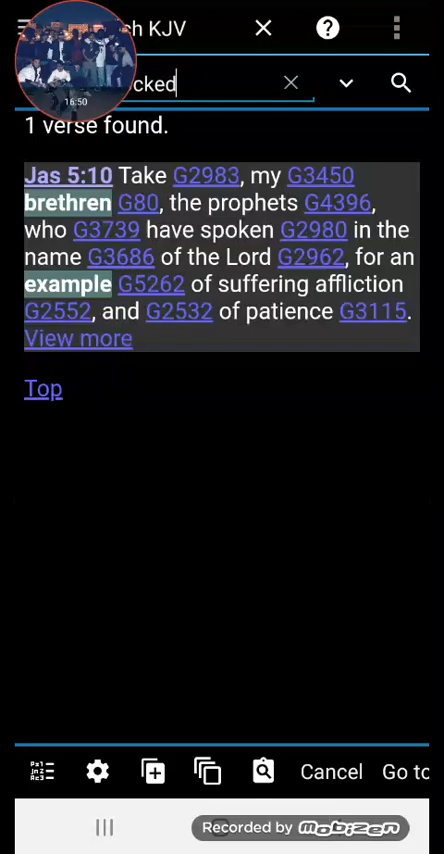 ch KJV
16:50
cked
1 verse found.
Jas 5:10 Take G2983, my G3450
brethren G80, the prophets G4396,
who G3739 have spoken G2980 in the
name G3686 of the Lord G2962, for an
example G5262 of suffering affliction
G2552, and G2532 of patience G3115.
View more
Top
Cancel Go to
Recorded by mobizen